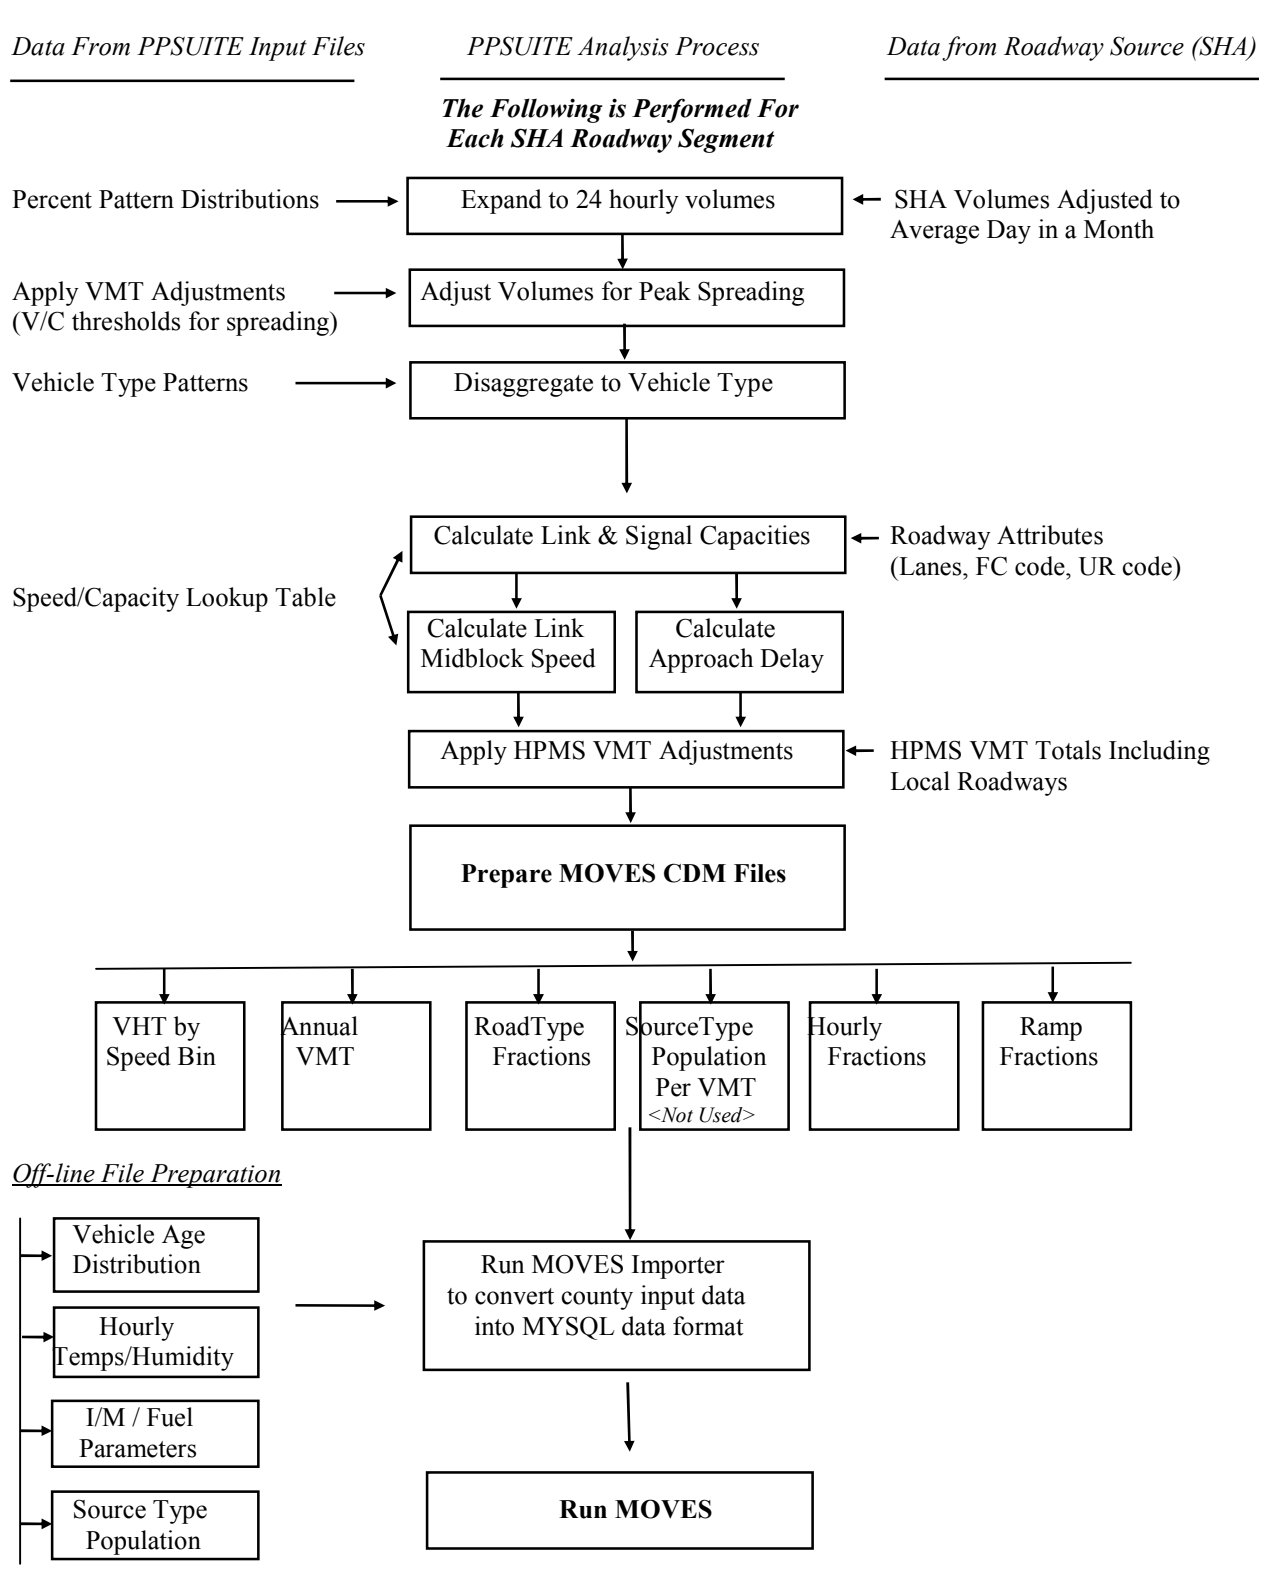 Data From PPSUITE Input Files
PPSUITE Analysis Process
Data from Roadway Source (SHA)
The Following is Performed For
Each SHA Roadway Segment
Percent Pattern Distributions
Expand to 24 hourly volumes
SHA Volumes Adjusted to
Average Day in a Month
Apply VMT Adjustments
(V/C thresholds for spreading)
Adjust Volumes for Peak Spreading
Vehicle Type Patterns
Disaggregate to Vehicle Type
Calculate Link & Signal Capacities
Roadway Attributes
(Lanes, FC code, UR code)
Speed/Capacity Lookup Table
Calculate Link
Midblock Speed
Calculate
Approach Delay
Apply HPMS VMT Adjustments
HPMS VMT Totals Including
Local Roadways
Prepare MOVES CDM Files
VHT by
Speed Bin
Annual
VMT
RoadType
Fractions
SourceType
Population
Per VMT
<Not Used>
Hourly
Fractions
Ramp
Fractions
Off-line File Preparation
Vehicle Age
Distribution
Hourly
Temps/Humidity
I/M / Fuel
Parameters
Source Type
Population
Run MOVES Importer
to convert county input data
into MYSQL data format
Run MOVES